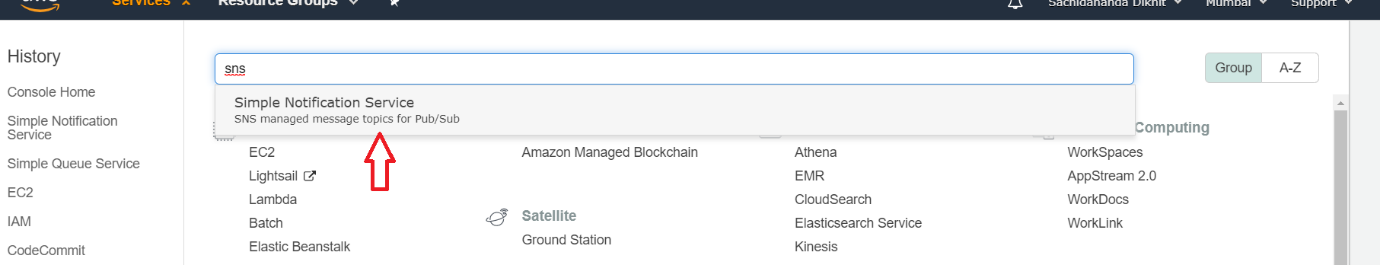 Services Resource Groups Sachidananda Dikhit Mumbai Support
History
Console Home
Simple Notification
Service
Simple Queue Service
EC2
IAM
CodeCommit
sns
Group A-Z
Simple Notification Service
SNS managed message topics for Pub/Sub
EC2
Lightsail
Lambda
Batch
Elastic Beanstalk
Amazon Managed Blockchain
Satellite
Ground Station
Athena
EMR
CloudSearch
Elasticsearch Service
Kinesis
Computing
WorkSpaces
AppStream 2.0
WorkDocs
WorkLink